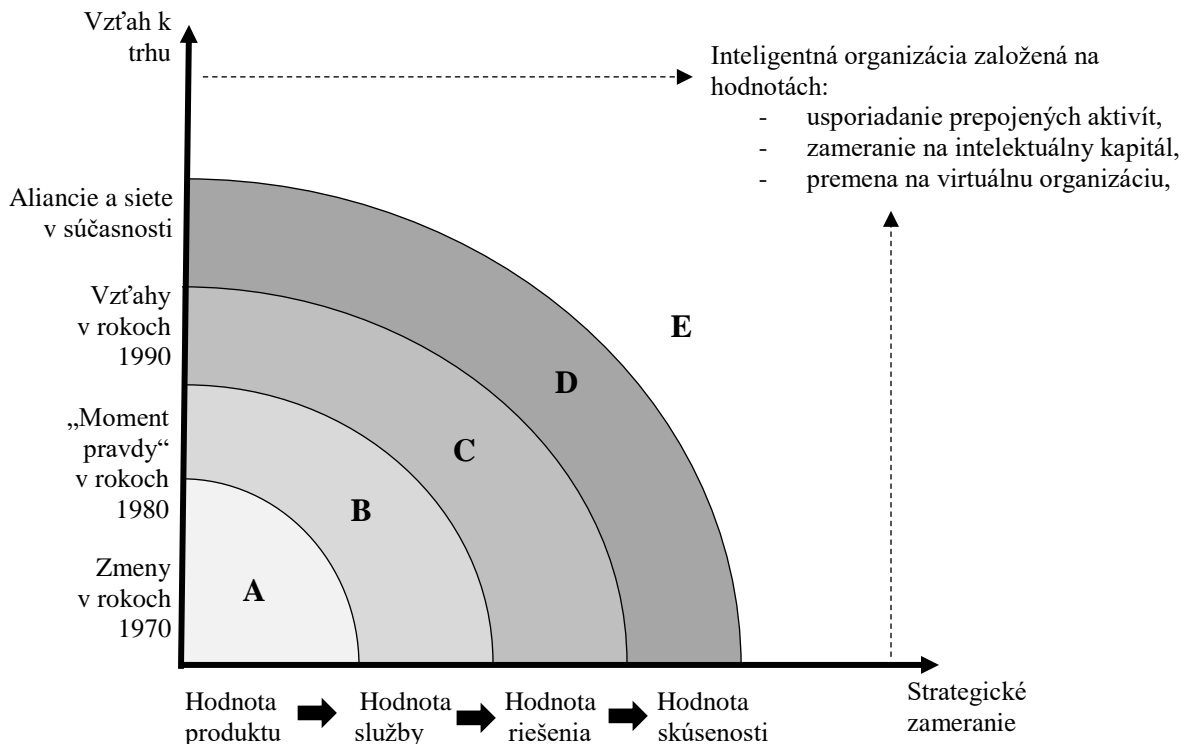 Vzťah k
trhu
Inteligentná organizácia založená na
hodnotách:
- usporiadanie prepojených aktivít,
- zameranie na intelektuálny kapitál,
- premena na virtuálnu organizáciu,
Aliancie a siete
v súčasnosti
Vzťahy
v rokoch
1990
„Moment
pravdy“
v rokoch
1980
Zmeny
v rokoch
1970
E
D
C
B
A
Hodnota
produktu
Hodnota
služby
Hodnota
riešenia
Hodnota
skúsenosti
Strategické
zameranie